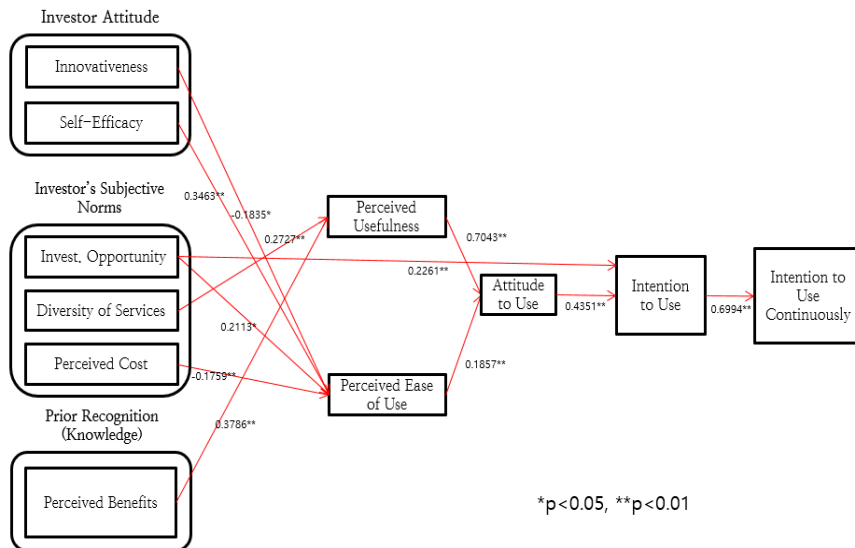 Investor Attitude
Innovativeness
Self-Efficacy
0.3463**
-0.1835*
Investor's Subjective
Norms
Invest. Opportunity
Diversity of Services
Perceived Cost
0.2727**
0.2113*
-0.1759**
Prior Recognition
(Knowledge)
Perceived Benefits
0.3786**
Perceived
Usefulness
Perceived Ease
of Use
0.7043**
0.2261**
0.1857**
Attitude
to Use
0.4351**
Intention
to Use
0.6994**
Intention to
Use
Continuously
*p<0.05, **p<0.01